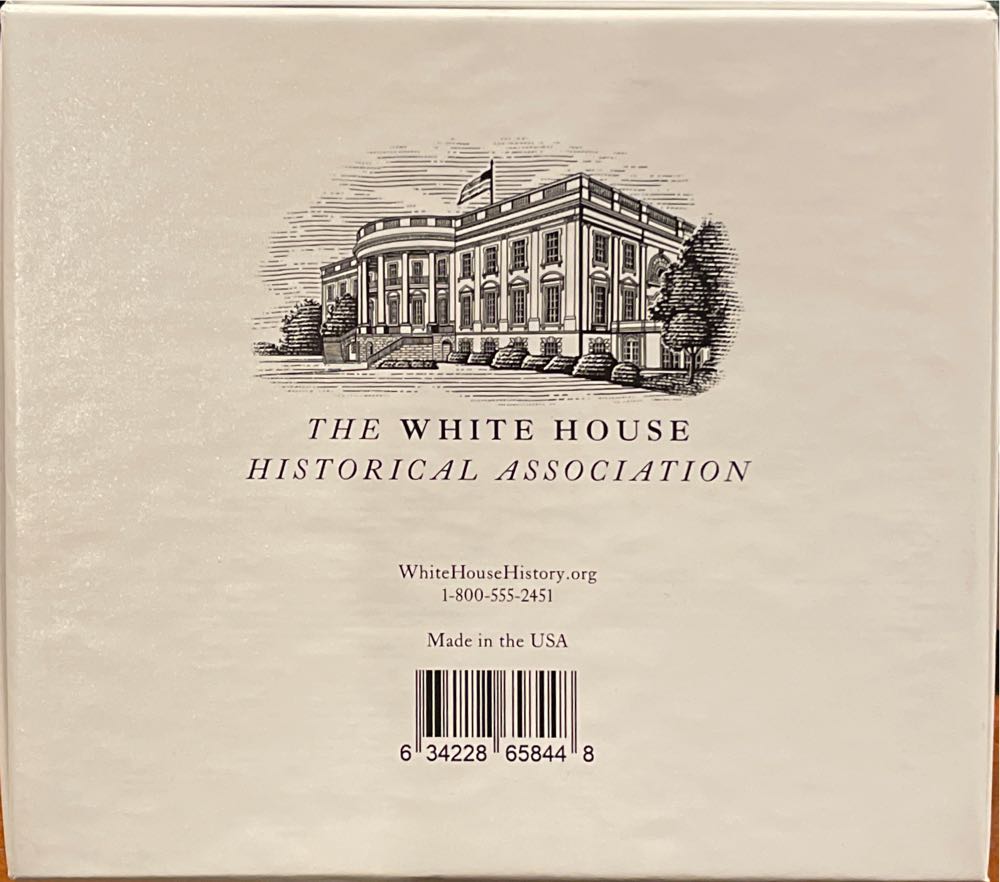 THE WHITE HOUSE
HISTORICAL ASSOCIATION
WhiteHouseHistory.org
1-800-555-2451
Made in the USA
6 34228 65844 8